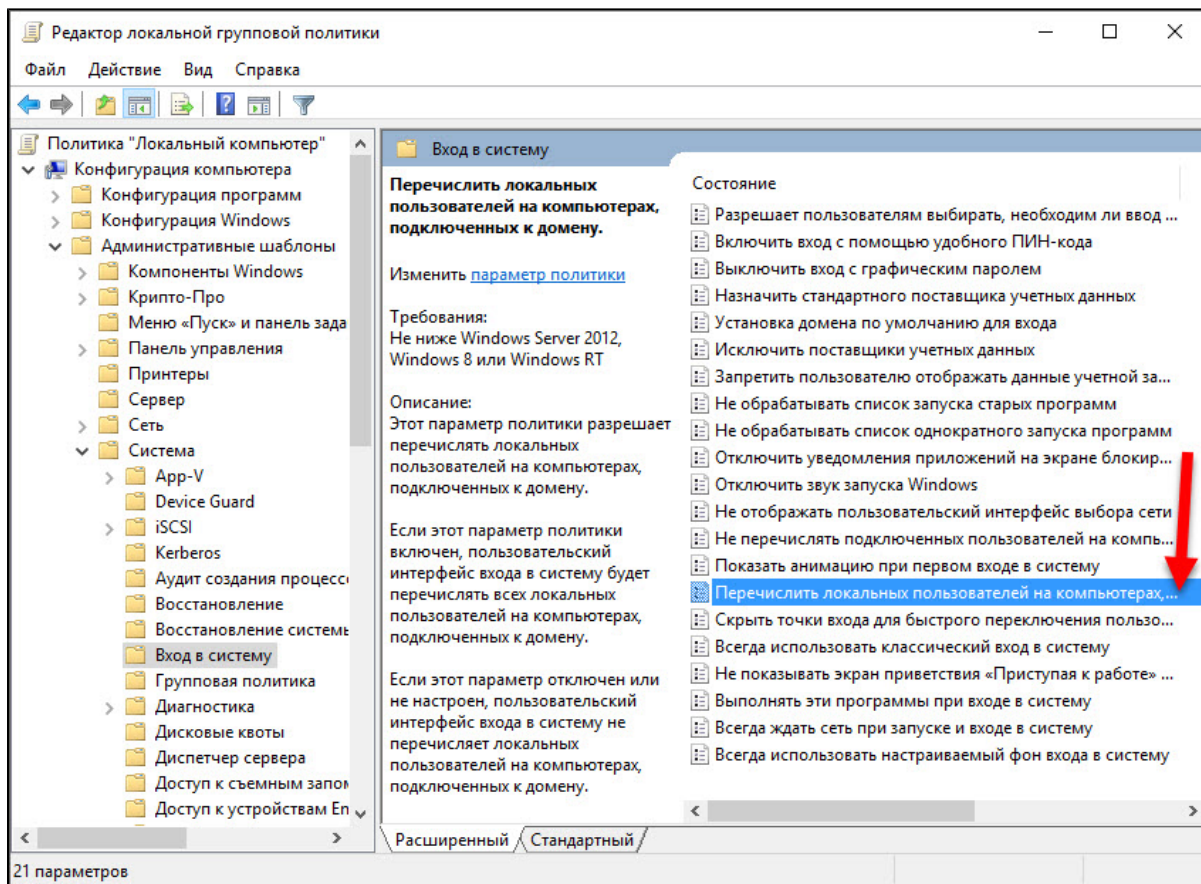 Редактор локальной групповой политики
Файл Действие Вид Справка
Политика "Локальный компьютер"
Конфигурация компьютера
Конфигурация программ
Конфигурация Windows
Административные шаблоны
Компоненты Windows
Крипто-Про
Меню «Пуск» и панель зада
Панель управления
Принтеры
Сервер
Сеть
Система
App-V
Device Guard
iSCSI
Kerberos
Аудит создания процессо
Восстановление
Восстановление системы
Вход в систему
Групповая политика
Диагностика
Дисковые квоты
Диспетчер сервера
Доступ к съемным запом
Доступ к устройствам En
Вход в систему
Перечислить локальных
пользователей на компьютерах,
подключенных к домену.
Изменить параметр политики
Требования:
Не ниже Windows Server 2012,
Windows 8 или Windows RT
Описание:
Этот параметр политики разрешает
перечислять локальных
пользователей на компьютерах,
подключенных к домену.
Если этот параметр политики
включен, пользовательский
интерфейс входа в систему будет
перечислять всех локальных
пользователей на компьютерах,
подключенных к домену.
Если этот параметр отключен или
не настроен, пользовательский
интерфейс входа в систему не
перечисляет локальных
пользователей на компьютерах,
подключенных к домену.
Состояние
Разрешает пользователям выбирать, необходим ли ввод ...
Включить вход с помощью удобного ПИН-кода
Выключить вход с графическим паролем
Назначить стандартного поставщика учетных данных
Установка домена по умолчанию для входа
Исключить поставщики учетных данных
Запретить пользователю отображать данные учетной за...
Не обрабатывать список запуска старых программ
Не обрабатывать список однократного запуска программ
Отключить уведомления приложений на экране блокир...
Отключить звук запуска Windows
Не отображать пользовательский интерфейс выбора сети
Не перечислять подключенных пользователей на компь...
Показать анимацию при первом входе в систему
Перечислить локальных пользователей на компьютерах,...
Скрыть точки входа для быстрого переключения пользо...
Всегда использовать классический вход в систему
Не показывать экран приветствия «Приступая к работе» ...
Выполнять эти программы при входе в систему
Всегда ждать сеть при запуске и входе в систему
Всегда использовать настраиваемый фон входа в систему
Расширенный Стандартный
21 параметров